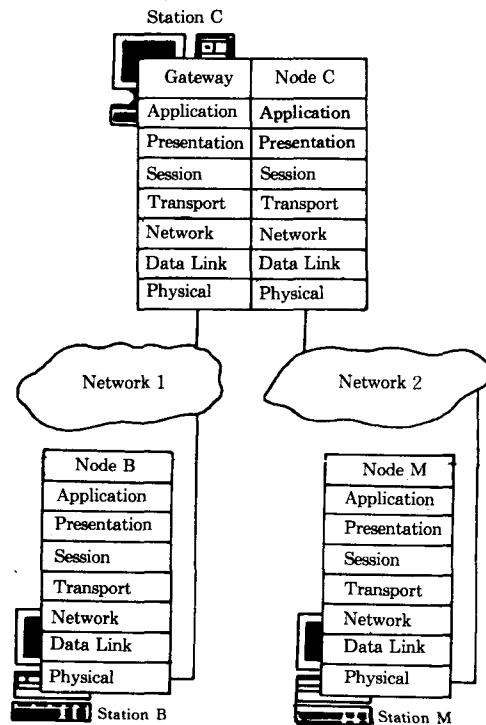 Station C
Gateway Node C
Application Application
Presentation Presentation
Session Session
Transport Transport
Network Network
Data Link Data Link
Physical Physical
Network 1
Network 2
Node B
Application
Presentation
Session
Transport
Network
Data Link
Physical
Station B
Node M
Application
Presentation
Session
Transport
Network
Data Link
Physical
Station M